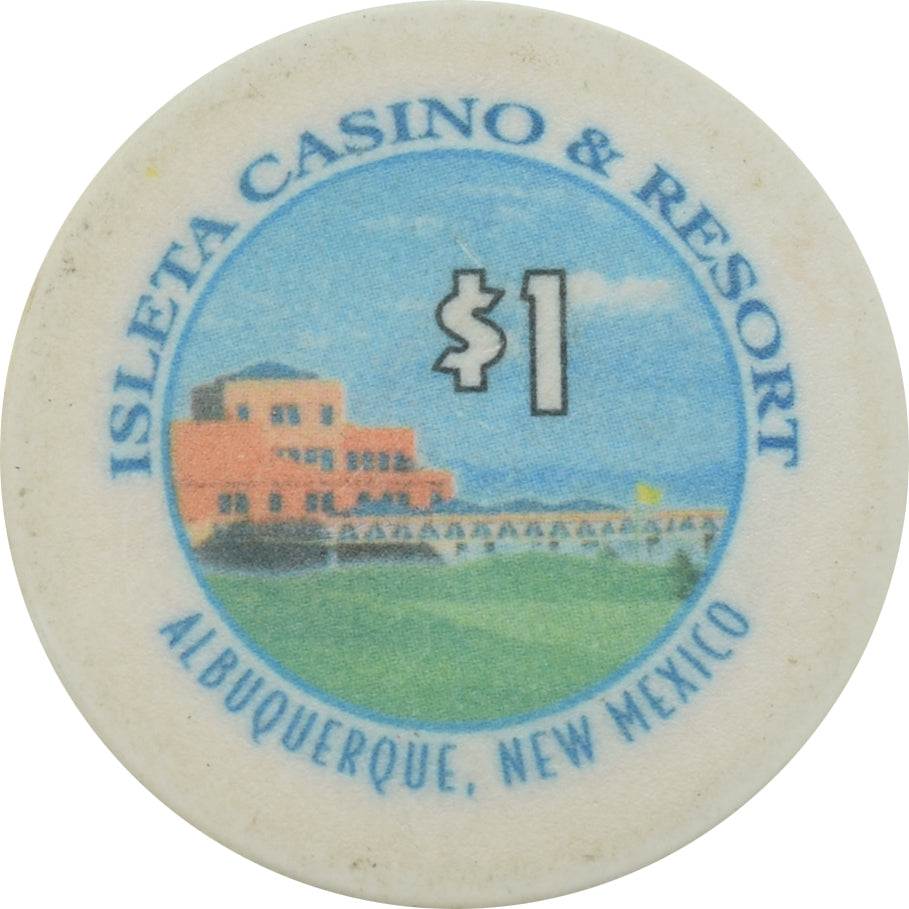 ISLETA CASINO & RESORT
$1
ALBUQUERQUE, NEW MEXICO